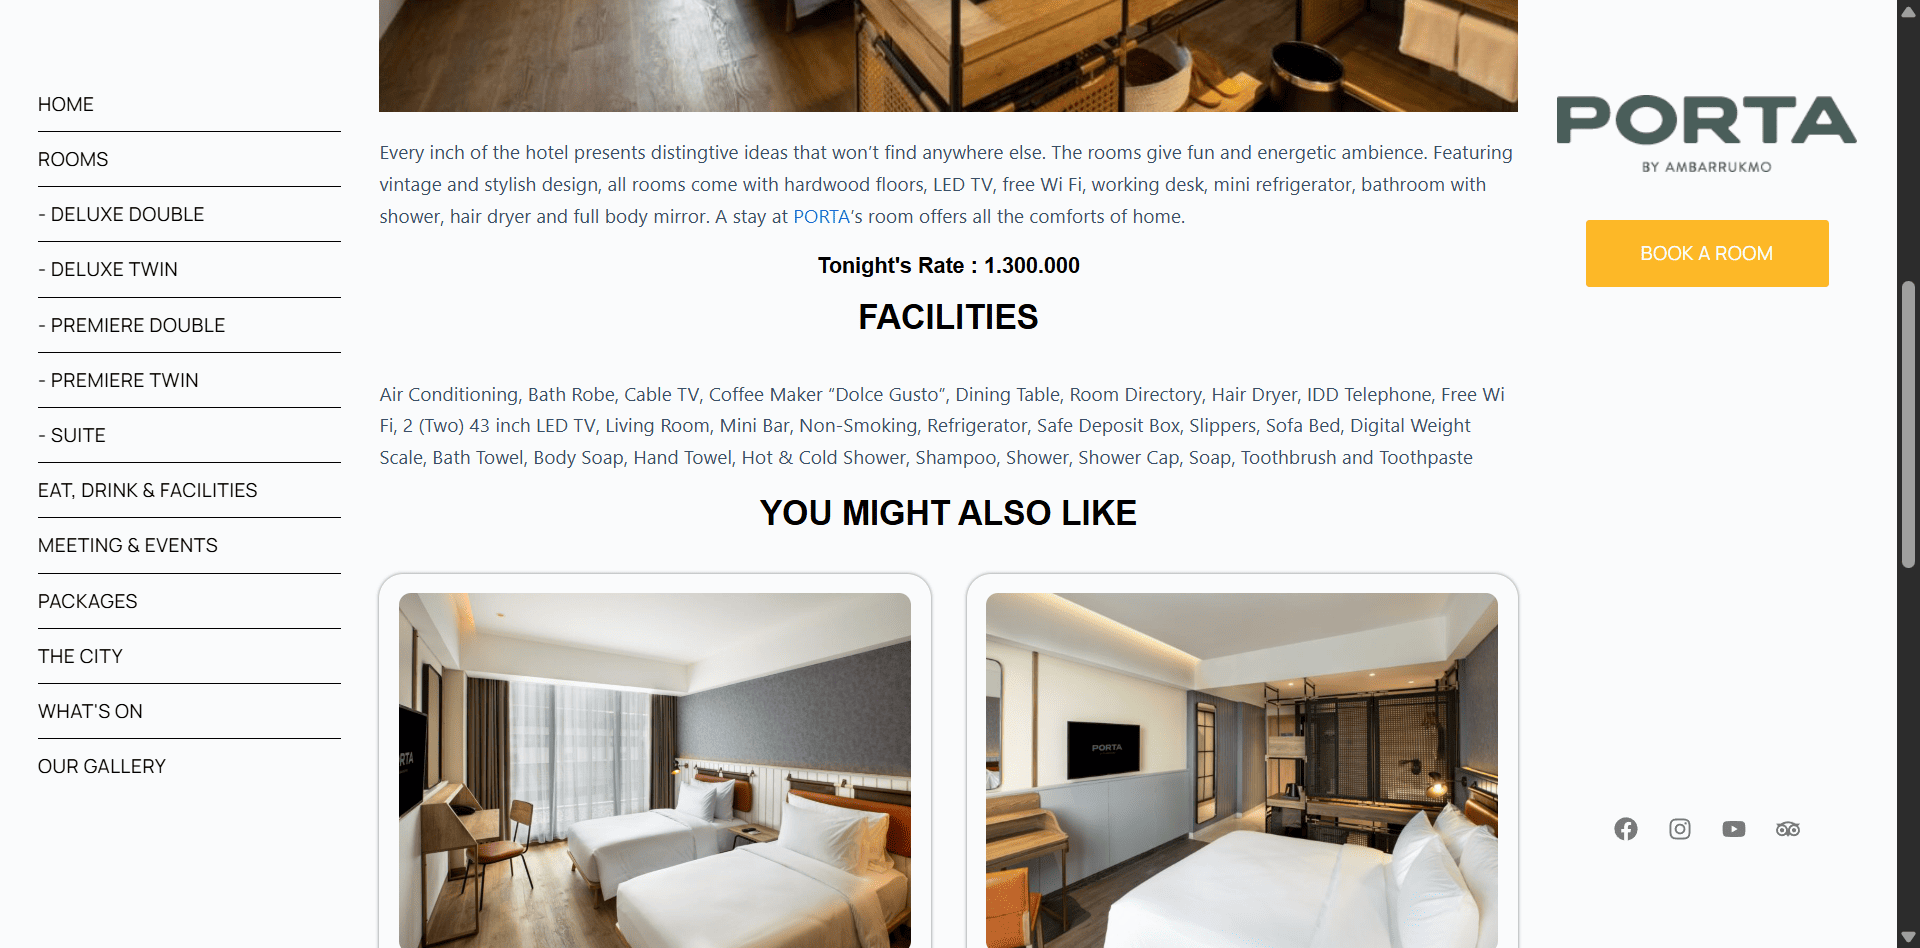 HOME
ROOMS
- DELUXE DOUBLE
- DELUXE TWIN
- PREMIERE DOUBLE
- PREMIERE TWIN
- SUITE
EAT, DRINK & FACILITIES
MEETING & EVENTS
PACKAGES
THE CITY
WHAT'S ON
OUR GALLERY
Every inch of the hotel presents distingtive ideas that won’t find anywhere else. The rooms give fun and energetic ambience. Featuring
vintage and stylish design, all rooms come with hardwood floors, LED TV, free Wi Fi, working desk, mini refrigerator, bathroom with
shower, hair dryer and full body mirror. A stay at PORTA’s room offers all the comforts of home.
Tonight's Rate : 1.300.000
FACILITIES
Air Conditioning, Bath Robe, Cable TV, Coffee Maker “Dolce Gusto”, Dining Table, Room Directory, Hair Dryer, IDD Telephone, Free Wi
Fi, 2 (Two) 43 inch LED TV, Living Room, Mini Bar, Non-Smoking, Refrigerator, Safe Deposit Box, Slippers, Sofa Bed, Digital Weight
Scale, Bath Towel, Body Soap, Hand Towel, Hot & Cold Shower, Shampoo, Shower, Shower Cap, Soap, Toothbrush and Toothpaste
YOU MIGHT ALSO LIKE
RTA
PORTA
PORTA
BY AMBARRUKMO
BOOK A ROOM